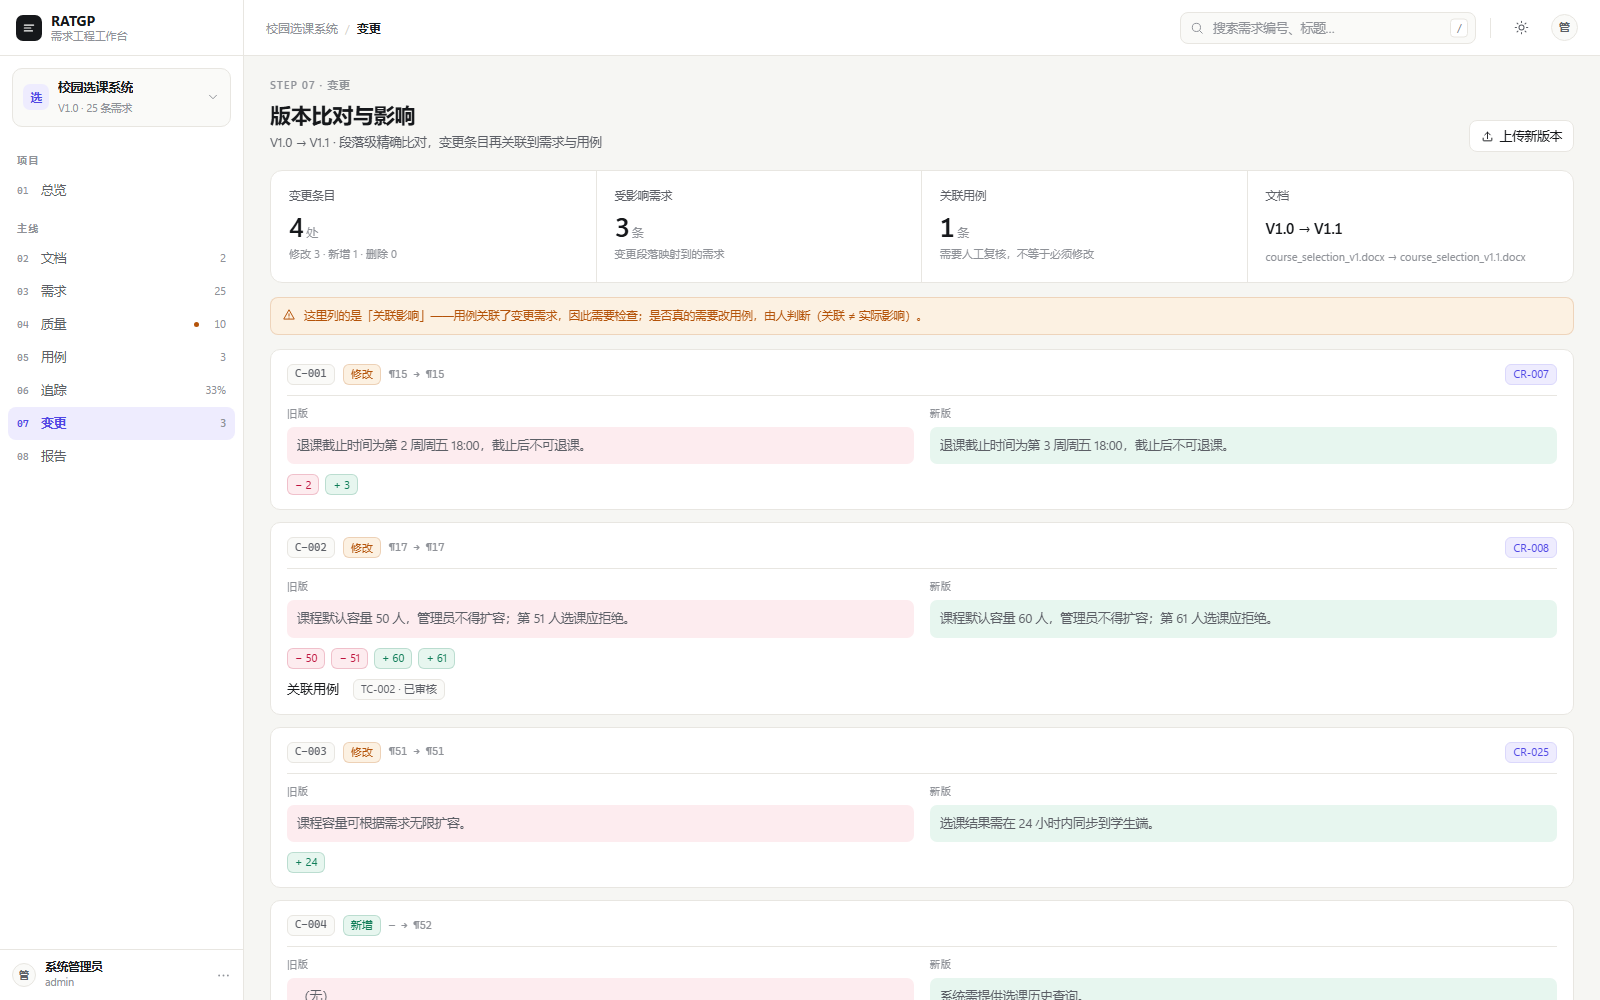 RATGP
需求工程工作台
校园选课系统 / 变更
搜索需求编号、标题... /
管
选 校园选课系统
V1.0 · 25 条需求
项目
01 总览
主线
02 文档 2
03 需求 25
04 质量 10
05 用例 3
06 追踪 33%
07 变更 3
08 报告
管 系统管理员
admin
STEP 07 · 变更
版本比对与影响
V1.0 → V1.1 · 段落级精确比对，变更条目再关联到需求与用例
上传新版本
变更条目
4 处
修改 3 · 新增 1 · 删除 0
受影响需求
3 条
变更段落映射到的需求
关联用例
1 条
需要人工复核，不等于必须修改
文档
V1.0 → V1.1
course_selection_v1.docx → course_selection_v1.1.docx
这里列的是「关联影响」——用例关联了变更需求，因此需要检查；是否真的需要改用例，由人判断（关联 ≠ 实际影响）。
C-001 修改 ¶15 → ¶15 CR-007
旧版
退课截止时间为第 2 周周五 18:00，截止后不可退课。
新版
退课截止时间为第 3 周周五 18:00，截止后不可退课。
− 2 + 3
C-002 修改 ¶17 → ¶17 CR-008
旧版
课程默认容量 50 人，管理员不得扩容；第 51 人选课应拒绝。
新版
课程默认容量 60 人，管理员不得扩容；第 61 人选课应拒绝。
− 50 − 51 + 60 + 61
关联用例 TC-002 · 已审核
C-003 修改 ¶51 → ¶51 CR-025
旧版
课程容量可根据需求无限扩容。
新版
选课结果需在 24 小时内同步到学生端。
+ 24
C-004 新增 — → ¶52
旧版
（无）
新版
系统需提供选课历史查询。